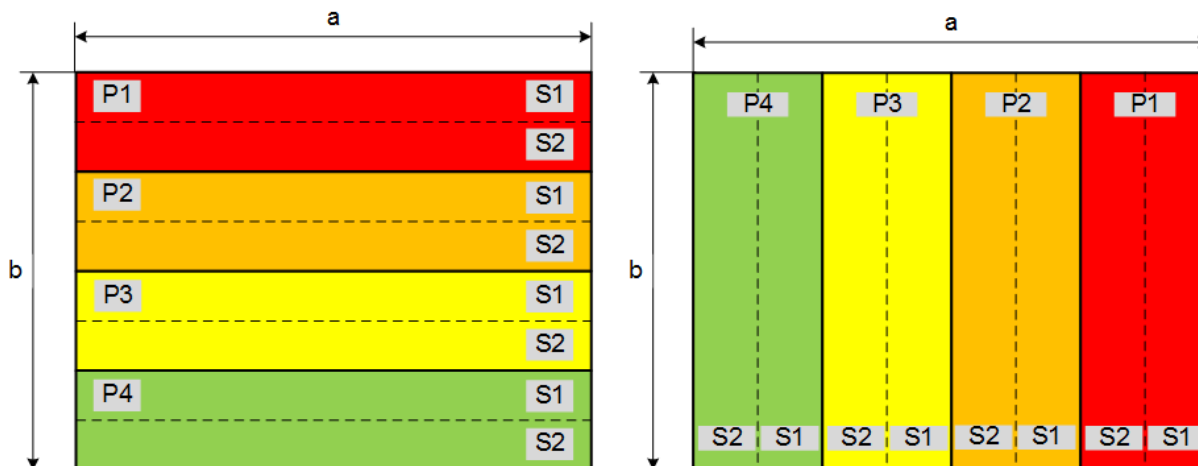 a
b
P1 S1
S2
P2 S1
S2
P3 S1
S2
P4 S1
S2
a
b
P4 P3 P2 P1
S2 S1 S2 S1 S2 S1 S2 S1